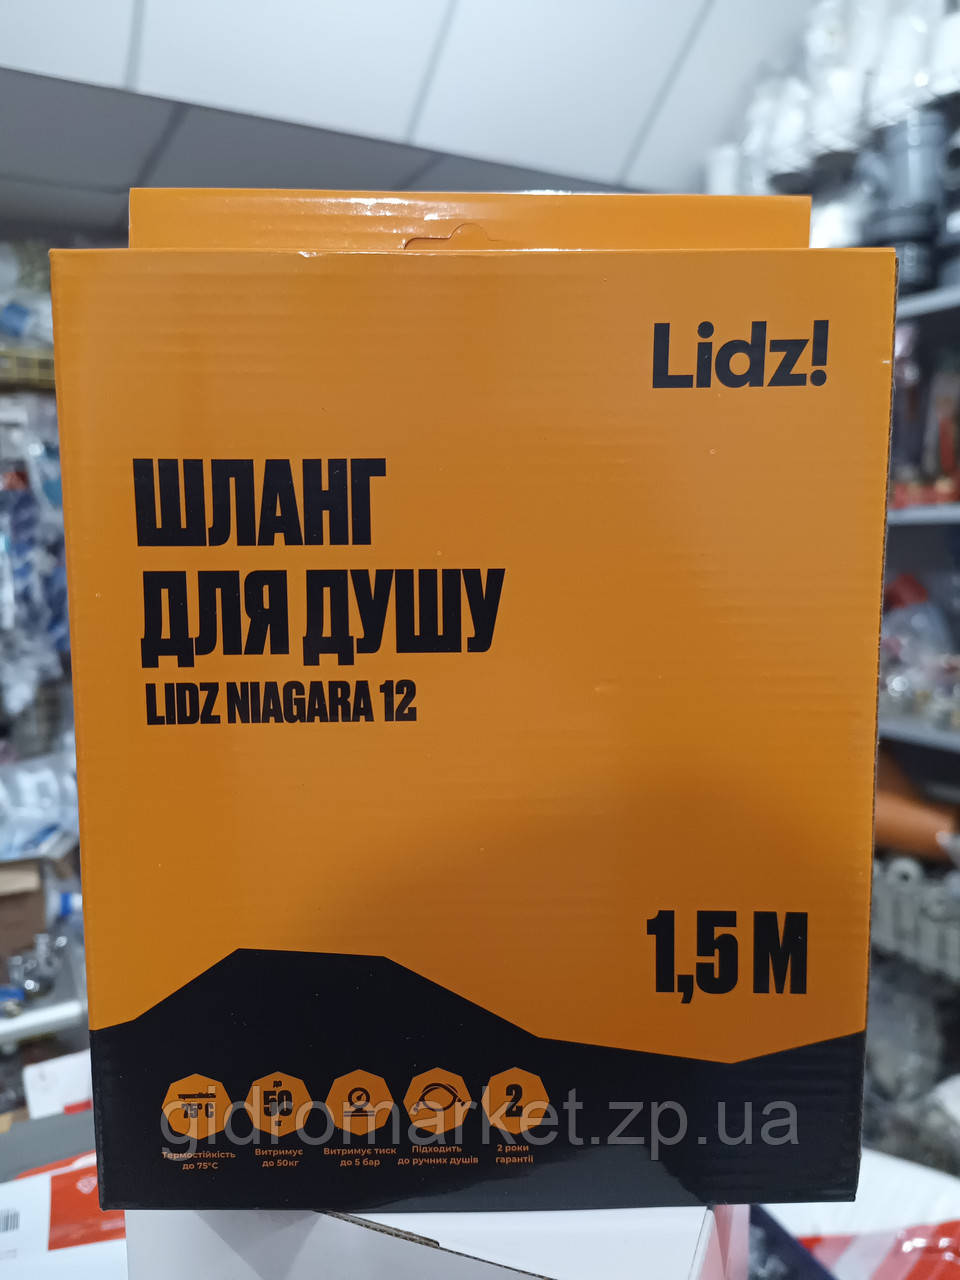 Lidz!
ШЛАНГ
ДЛЯ ДУШУ
LIDZ NIAGARA 12
1,5 М
75°C
до
50
кг
2
Термостійкість
до 75°C
Витримує
до 50кг
Витримує тиск
до 5 бар
Підходить
до ручних душів
2 роки
гарантії
gidromarket.zp.ua